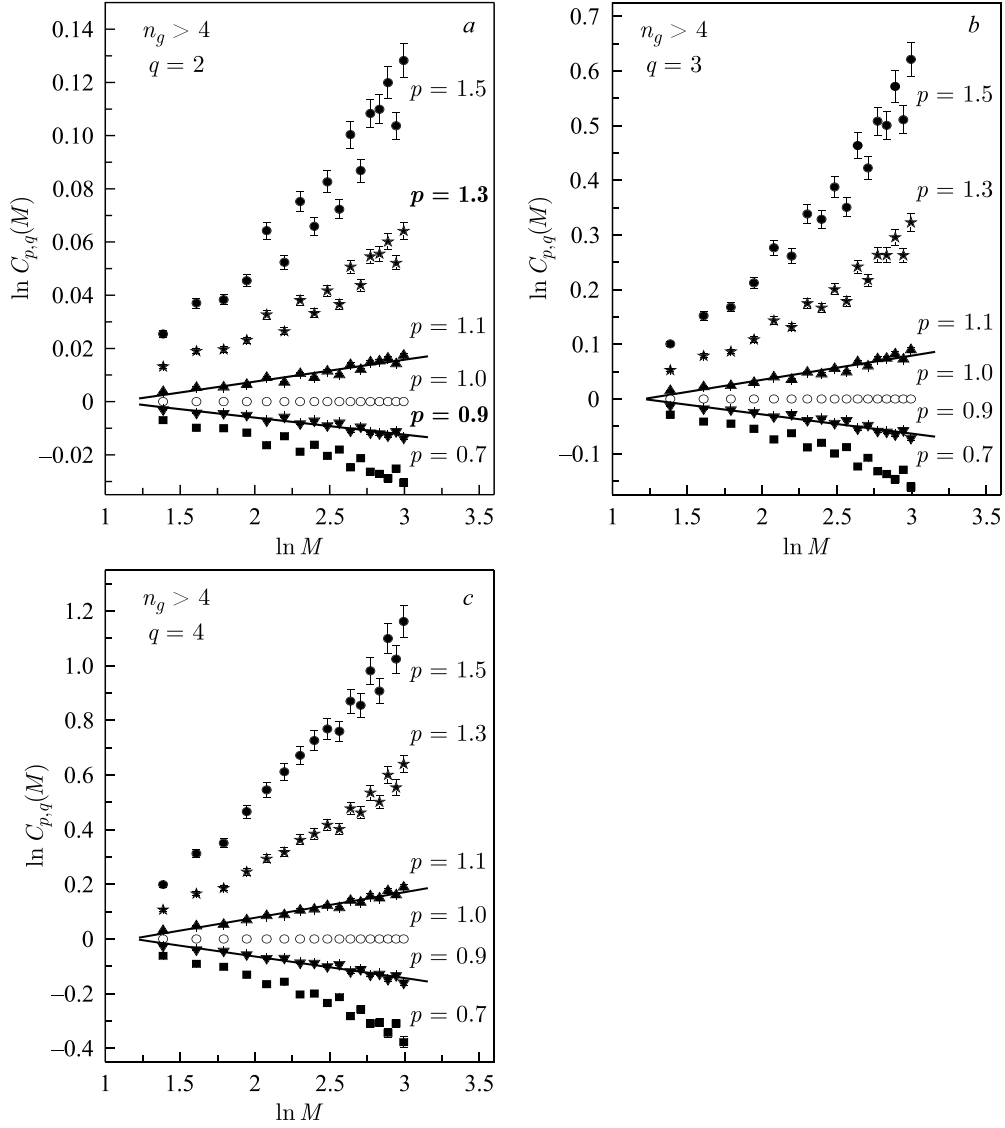 n_g > 4
a
q = 2
0.14
0.12
0.10
0.08
0.06
0.04
0.02
0
−0.02
ln C_{p,q}(M)
p = 1.5
p = 1.3
p = 1.1
p = 1.0
p = 0.9
p = 0.7
1 1.5 2 2.5 3 3.5
ln M
n_g > 4
b
q = 3
0.7
0.6
0.5
0.4
0.3
0.2
0.1
0
−0.1
ln C_{p,q}(M)
p = 1.5
p = 1.3
p = 1.1
p = 1.0
p = 0.9
p = 0.7
1 1.5 2 2.5 3 3.5
ln M
n_g > 4
c
q = 4
1.2
1.0
0.8
0.6
0.4
0.2
0
−0.2
−0.4
ln C_{p,q}(M)
p = 1.5
p = 1.3
p = 1.1
p = 1.0
p = 0.9
p = 0.7
1 1.5 2 2.5 3 3.5
ln M